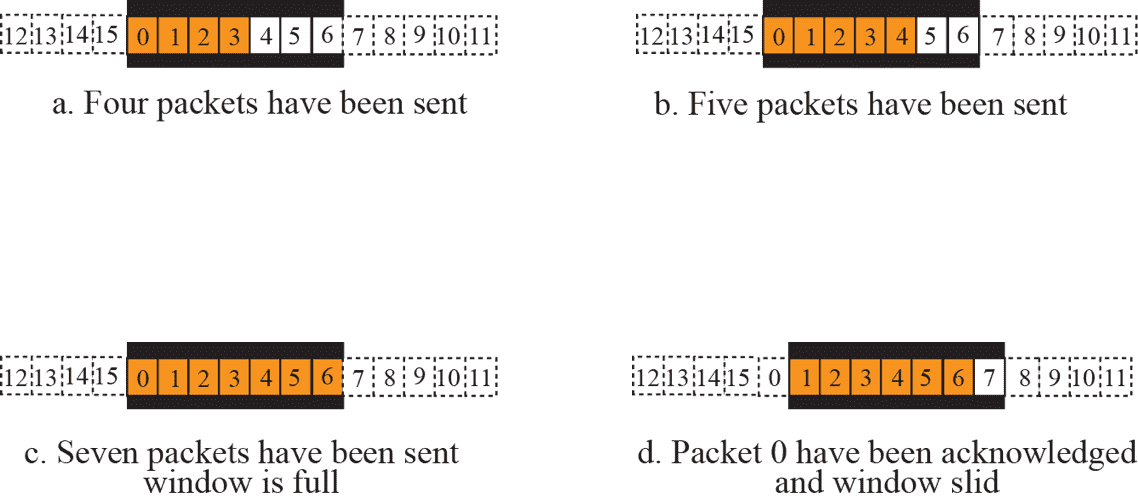 12 13 14 15 0 1 2 3 4 5 6 7 8 9 10 11
a. Four packets have been sent
12 13 14 15 0 1 2 3 4 5 6 7 8 9 10 11
b. Five packets have been sent
12 13 14 15 0 1 2 3 4 5 6 7 8 9 10 11
c. Seven packets have been sent
window is full
12 13 14 15 0 1 2 3 4 5 6 7 8 9 10 11
d. Packet 0 have been acknowledged
and window slid